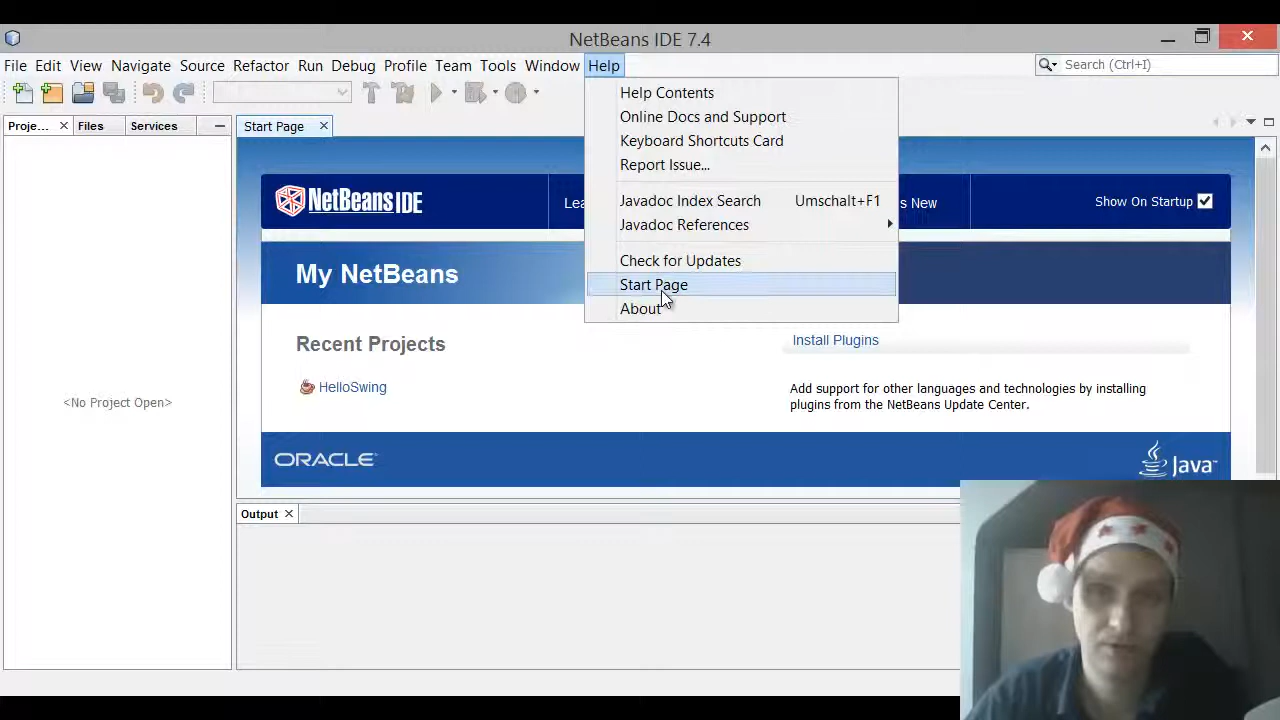 NetBeans IDE 7.4
File Edit View Navigate Source Refactor Run Debug Profile Team Tools Window Help
Search (Ctrl+I)
Proje... Files Services
Start Page
Help Contents
Online Docs and Support
Keyboard Shortcuts Card
Report Issue...
Javadoc Index Search Umschalt+F1
Javadoc References
Check for Updates
Start Page
About
NetBeans IDE
Lea
s New
Show On Startup
My NetBeans
Recent Projects
HelloSwing
Install Plugins
Add support for other languages and technologies by installing
plugins from the NetBeans Update Center.
<No Project Open>
ORACLE
Java
Output